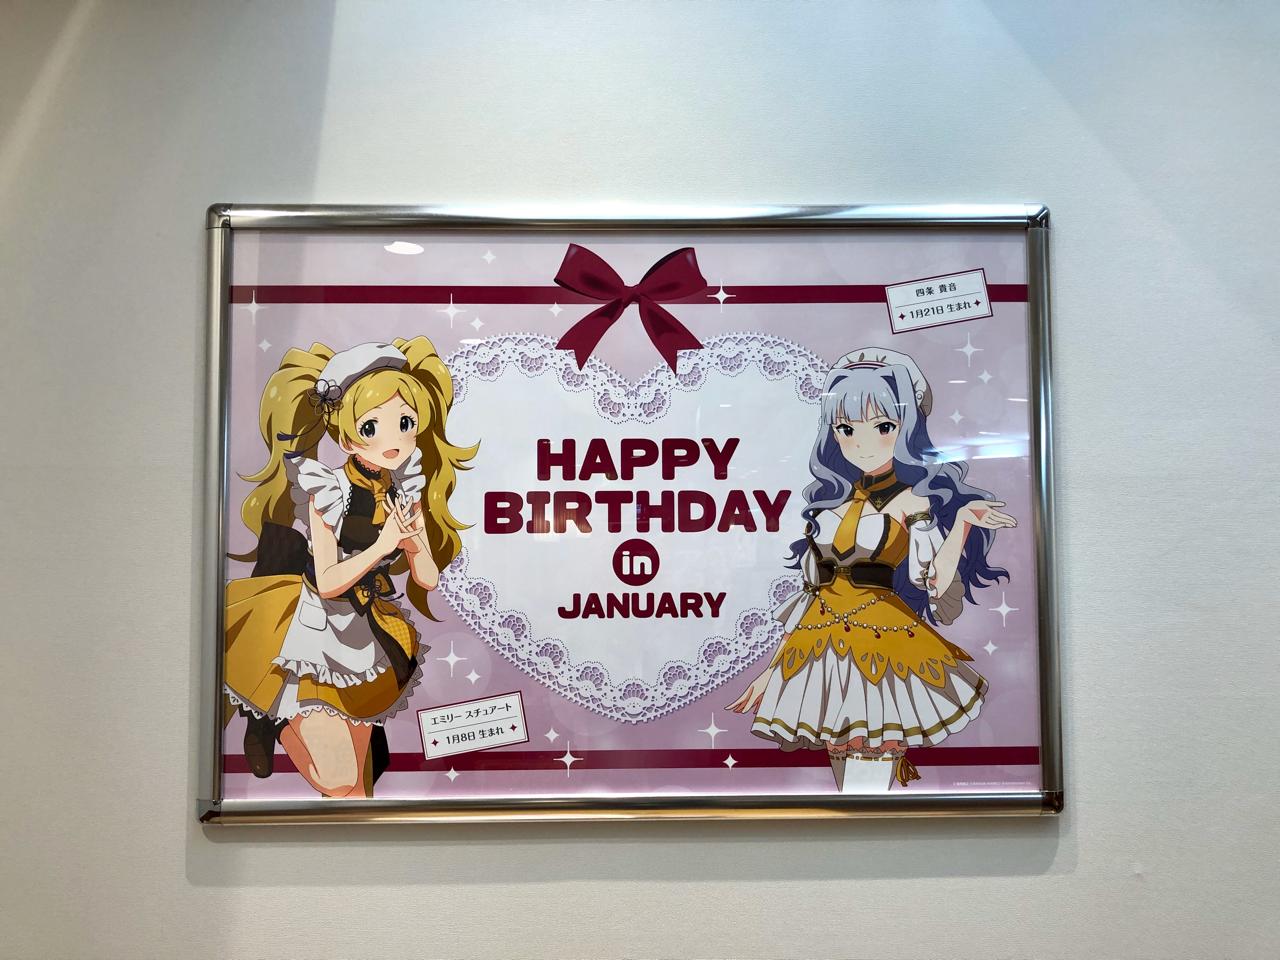 四条 貴音
1月21日 生まれ
HAPPY
BIRTHDAY
in
JANUARY
エミリー スチュアート
1月8日 生まれ